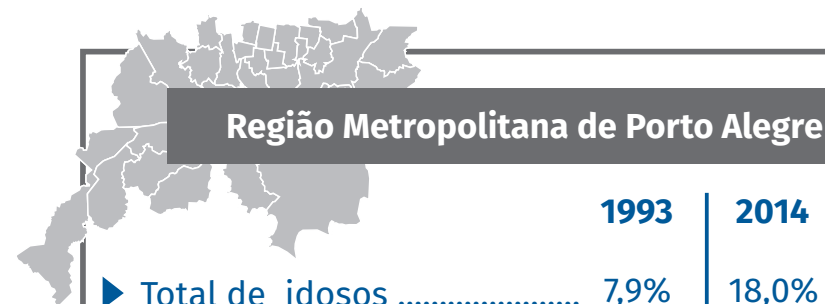 Região Metropolitana de Porto Alegre
1993 2014
Total de idosos ...................... 7,9% 18,0%